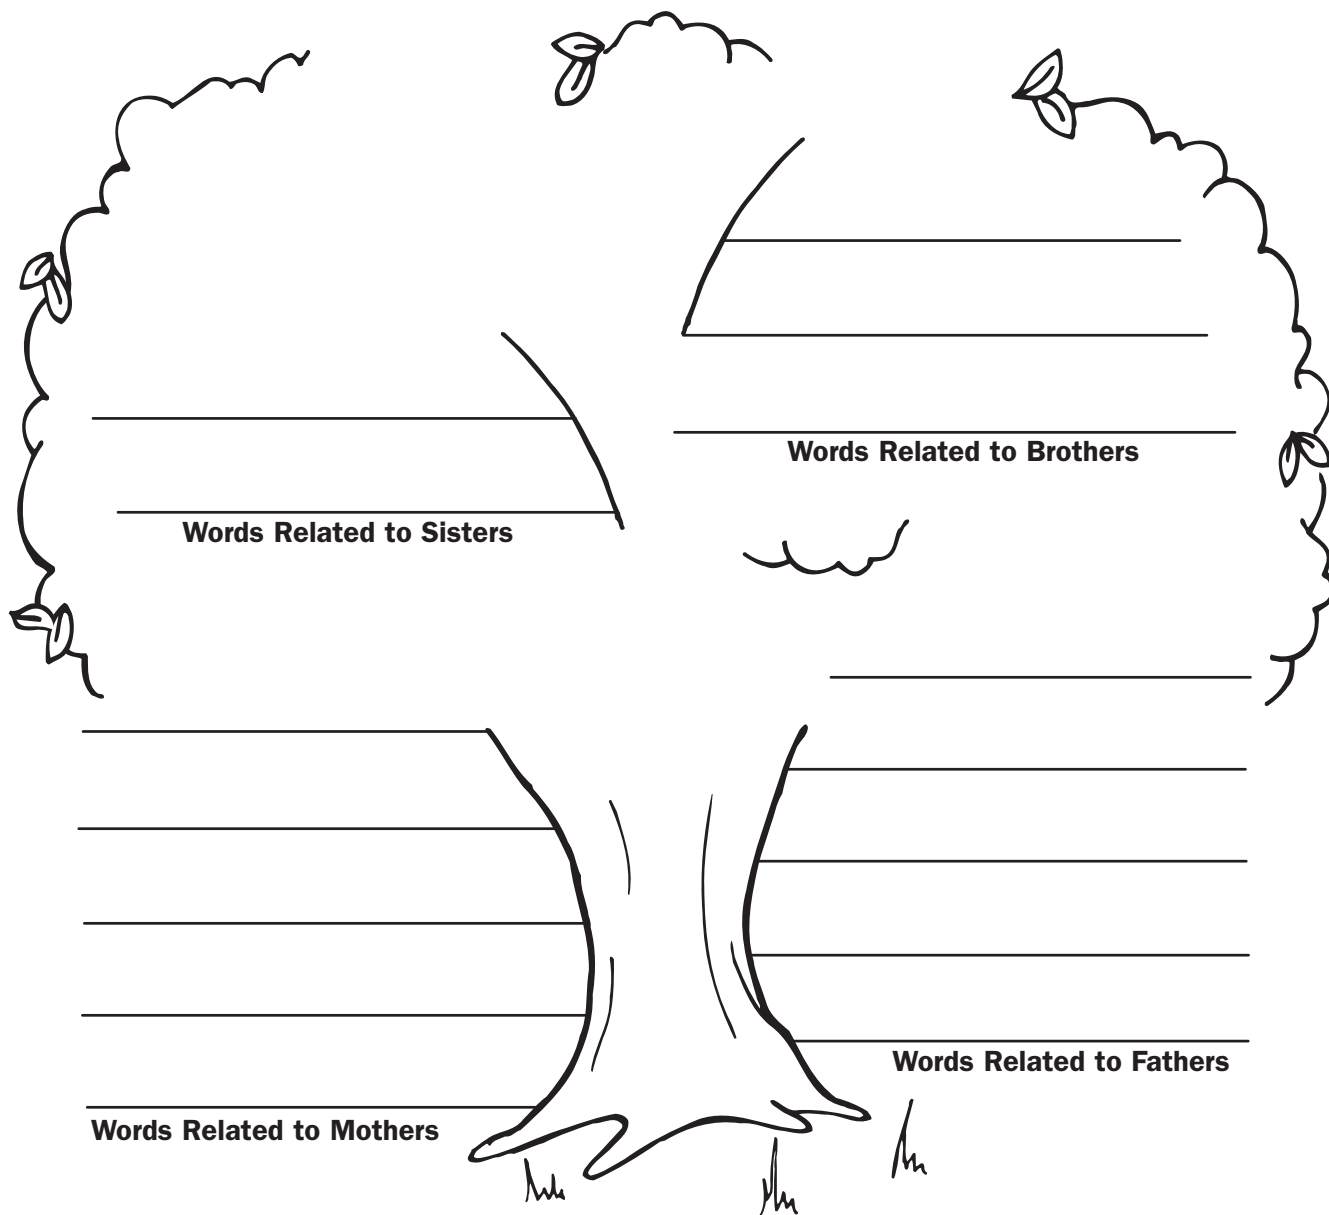 Words Related to Brothers
Words Related to Sisters
Words Related to Fathers
Words Related to Mothers